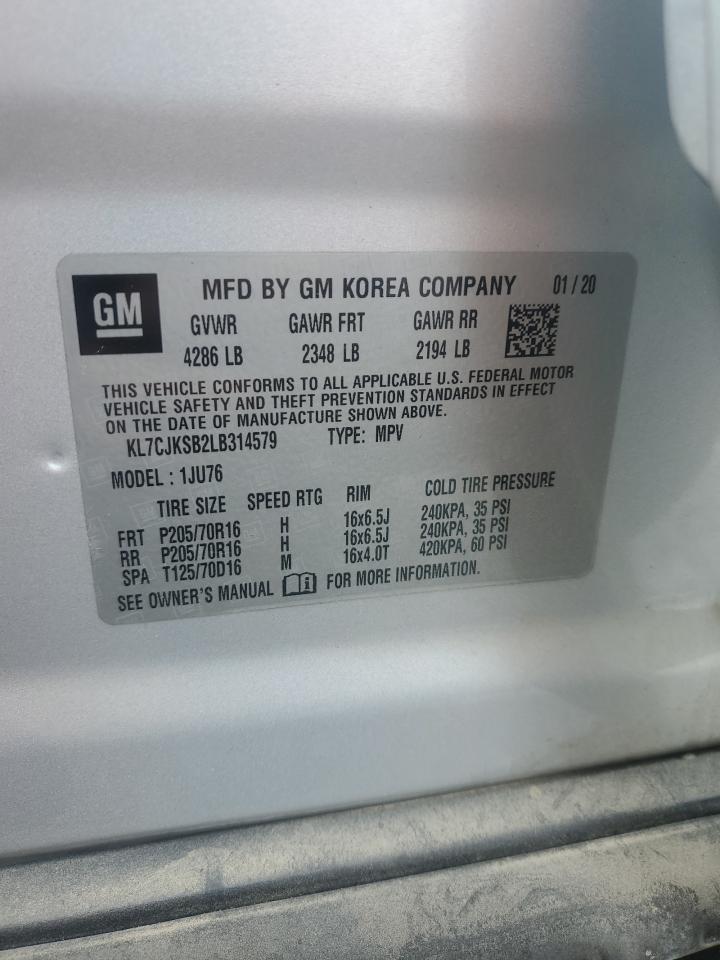 GM
MFD BY GM KOREA COMPANY 01 / 20
GVWR GAWR FRT GAWR RR
4286 LB 2348 LB 2194 LB
THIS VEHICLE CONFORMS TO ALL APPLICABLE U.S. FEDERAL MOTOR
VEHICLE SAFETY AND THEFT PREVENTION STANDARDS IN EFFECT
ON THE DATE OF MANUFACTURE SHOWN ABOVE.
KL7CJKSB2LB314579 TYPE: MPV
MODEL : 1JU76
TIRE SIZE SPEED RTG RIM COLD TIRE PRESSURE
FRT P205/70R16 H 16x6.5J 240KPA, 35 PSI
RR P205/70R16 H 16x6.5J 240KPA, 35 PSI
SPA T125/70D16 M 16x4.0T 420KPA, 60 PSI
SEE OWNER'S MANUAL i FOR MORE INFORMATION.